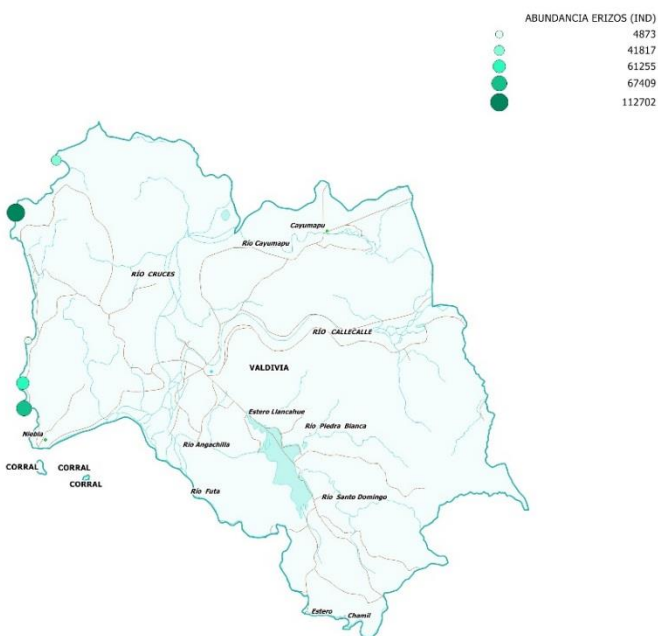 ABUNDANCIA ERIZOS (IND)
4873
41817
61255
67409
112702
Cayumapu
Río Cayumapu
RÍO CRUCES
RÍO CALLECALLE
VALDIVIA
Estero Llancahue
Río Piedra Blanca
Niebla
Río Angachilla
CORRAL
CORRAL
CORRAL
Río Futa
Río Santo Domingo
Estero Chamil